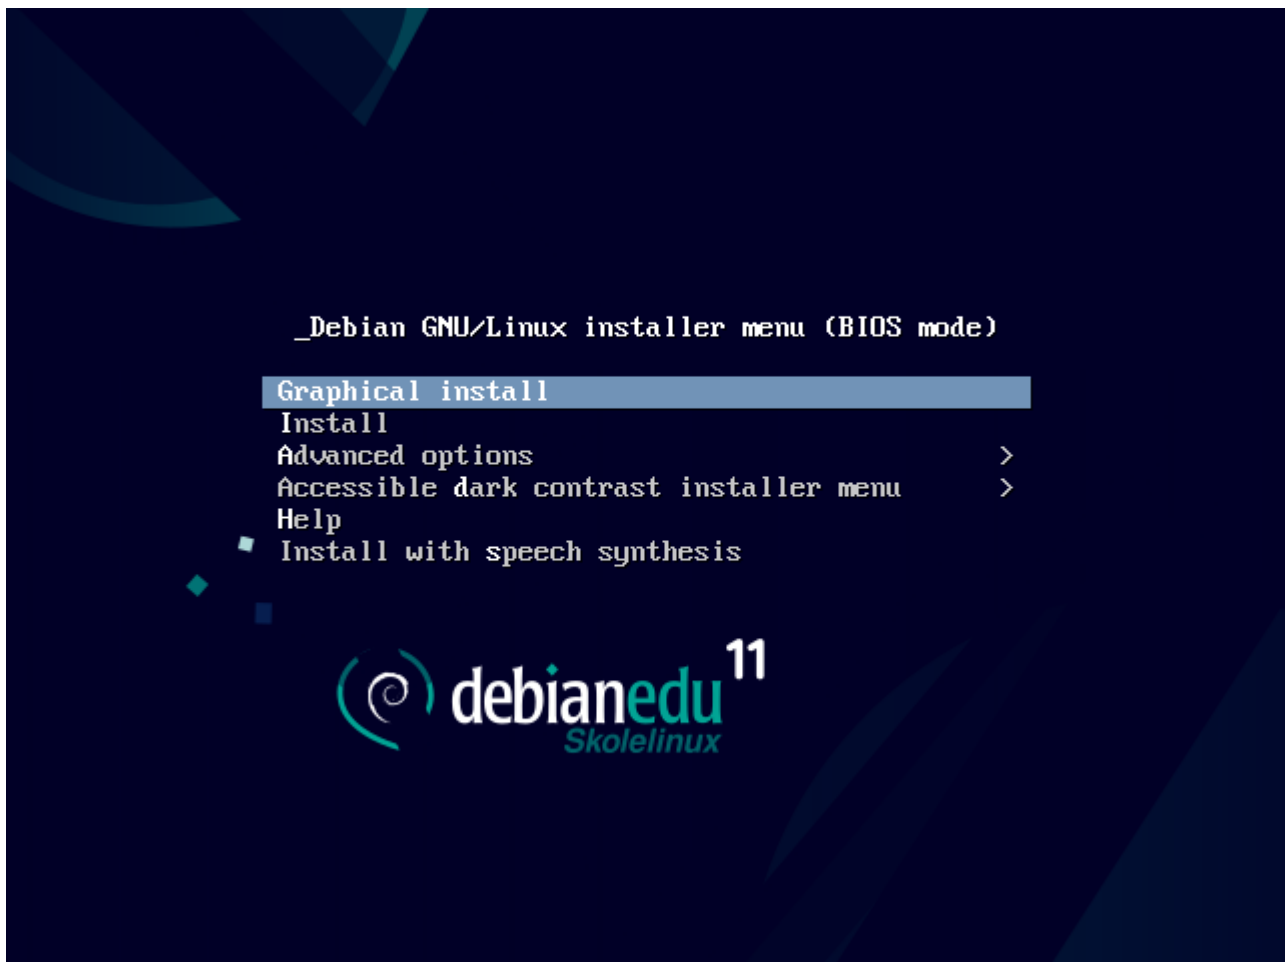 _Debian GNU/Linux installer menu (BIOS mode)
Graphical install
Install
Advanced options >
Accessible dark contrast installer menu >
Help
Install with speech synthesis
debianedu 11
Skolelinux